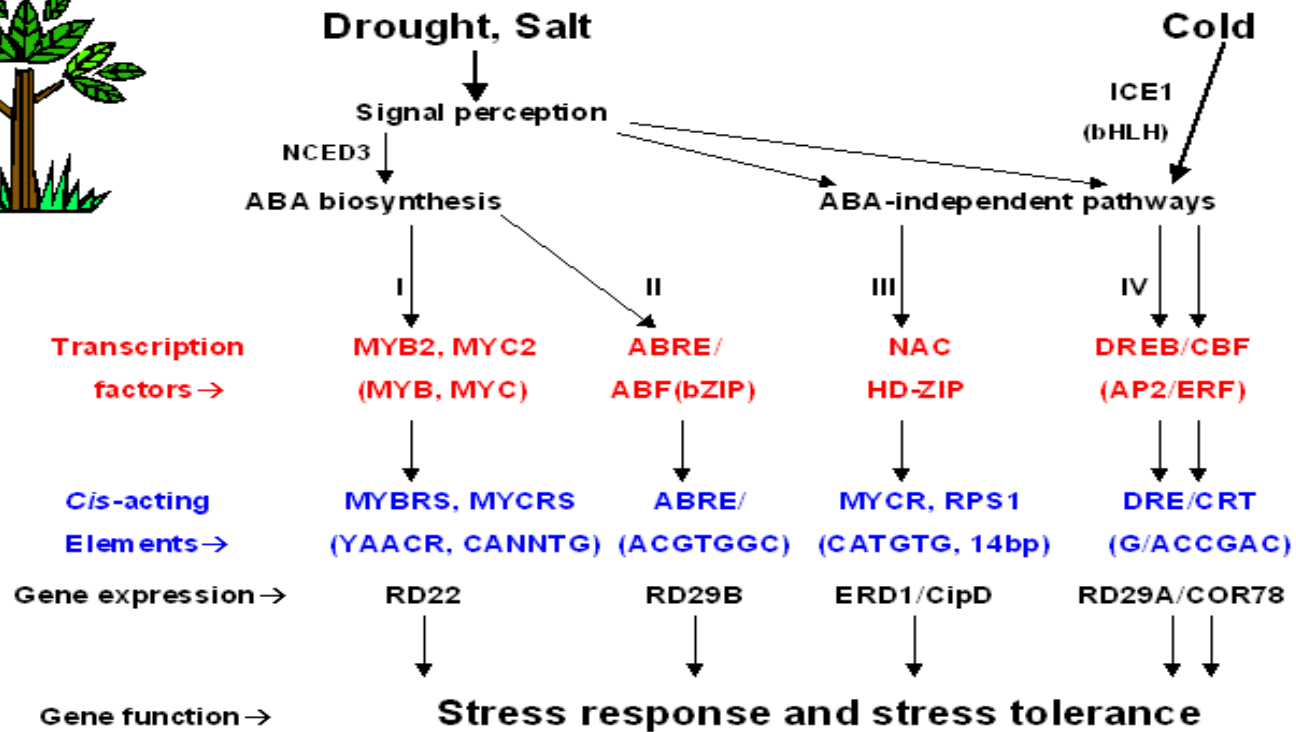 Drought, Salt Cold
Signal perception ICE1
(bHLH)
NCED3
ABA biosynthesis ABA-independent pathways
I II III IV
Transcription MYB2, MYC2 ABRE/ NAC DREB/CBF
factors→ (MYB, MYC) ABF(bZIP) HD-ZIP (AP2/ERF)
Cis-acting MYBRS, MYCRS ABRE/ MYCR, RPS1 DRE/CRT
Elements→ (YAACR, CANNTG) (ACGTGGC) (CATGTG, 14bp) (G/ACCGAC)
Gene expression→ RD22 RD29B ERD1/CipD RD29A/COR78
Gene function→ Stress response and stress tolerance